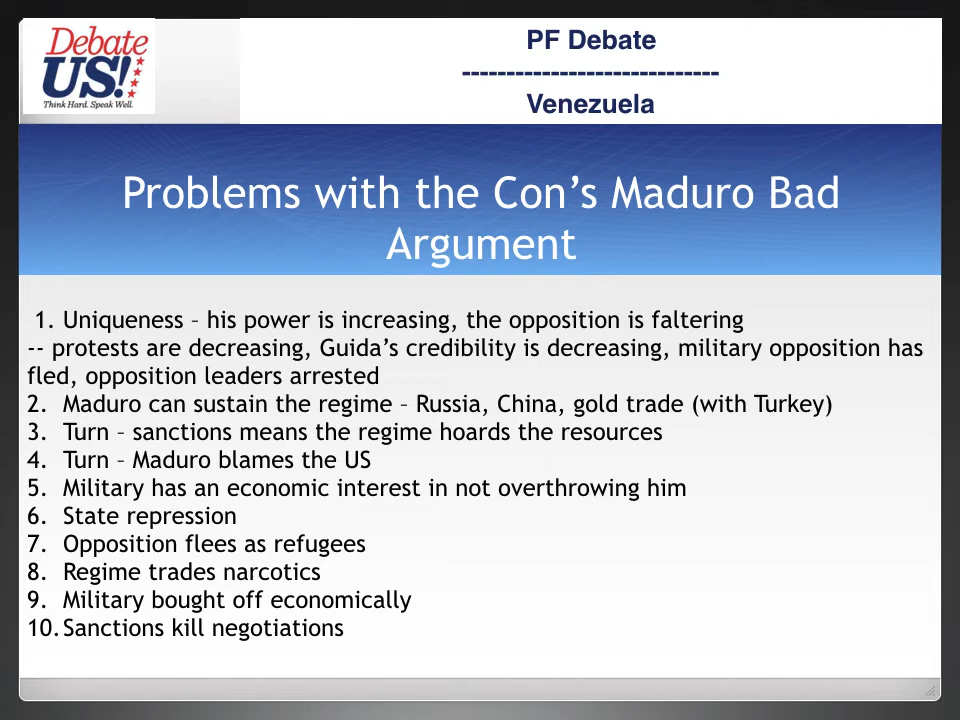 Debate
US!
Think Hard. Speak Well.
PF Debate
-----------------------------
Venezuela
Problems with the Con’s Maduro Bad
Argument
1. Uniqueness – his power is increasing, the opposition is faltering
-- protests are decreasing, Guida’s credibility is decreasing, military opposition has
fled, opposition leaders arrested
2. Maduro can sustain the regime – Russia, China, gold trade (with Turkey)
3. Turn – sanctions means the regime hoards the resources
4. Turn – Maduro blames the US
5. Military has an economic interest in not overthrowing him
6. State repression
7. Opposition flees as refugees
8. Regime trades narcotics
9. Military bought off economically
10. Sanctions kill negotiations